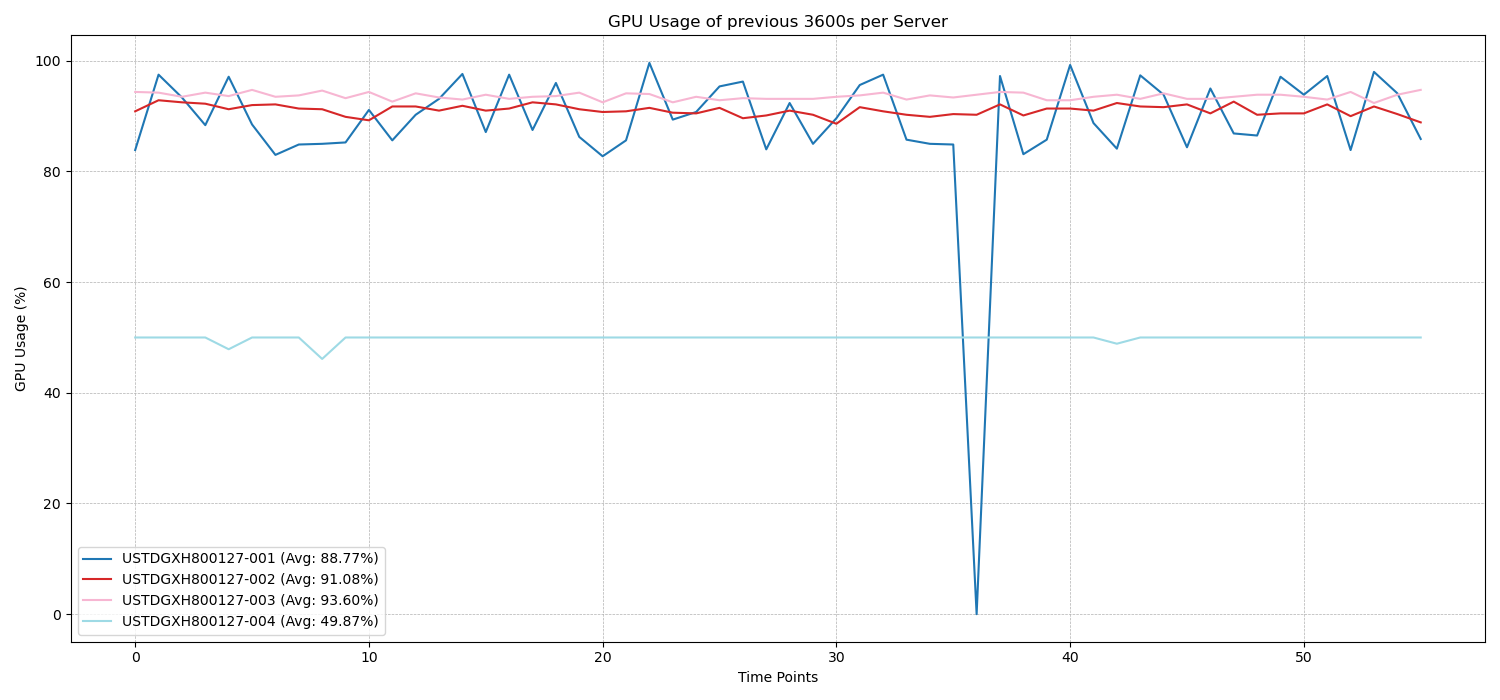 GPU Usage of previous 3600s per Server
GPU Usage (%)
100
80
60
40
20
0
USTDGXH800127-001 (Avg: 88.77%)
USTDGXH800127-002 (Avg: 91.08%)
USTDGXH800127-003 (Avg: 93.60%)
USTDGXH800127-004 (Avg: 49.87%)
0 10 20 30 40 50
Time Points